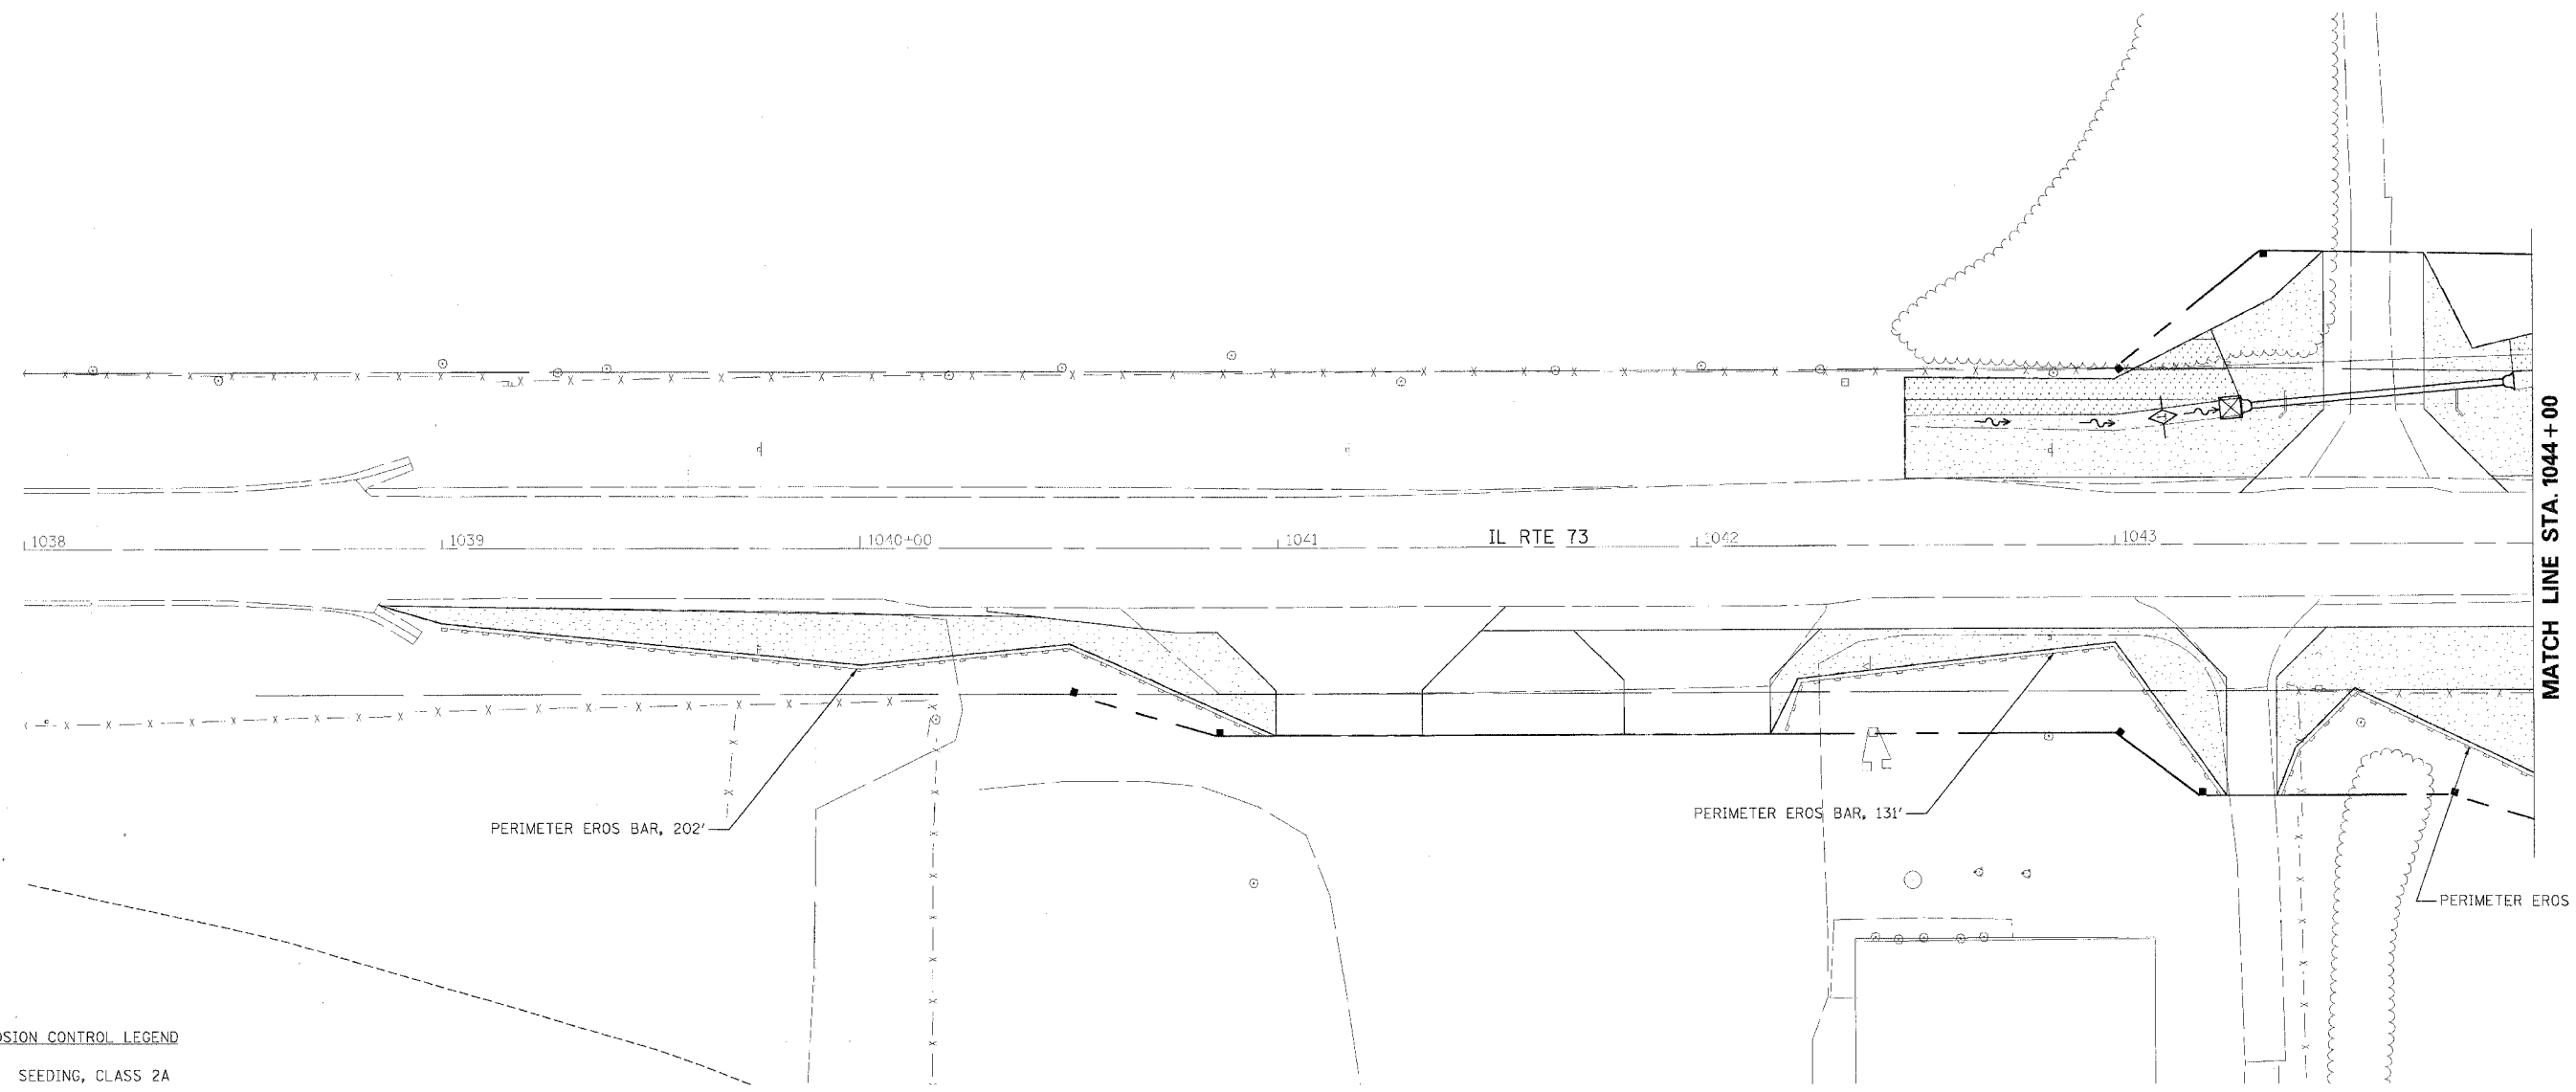 1038
1039
1040+00
1041
IL RTE 73
1042
1043
MATCH LINE STA. 1044+00
PERIMETER EROS BAR, 202'
PERIMETER EROS BAR, 131'
PERIMETER EROS
OSION CONTROL LEGEND
SEEDING, CLASS 2A